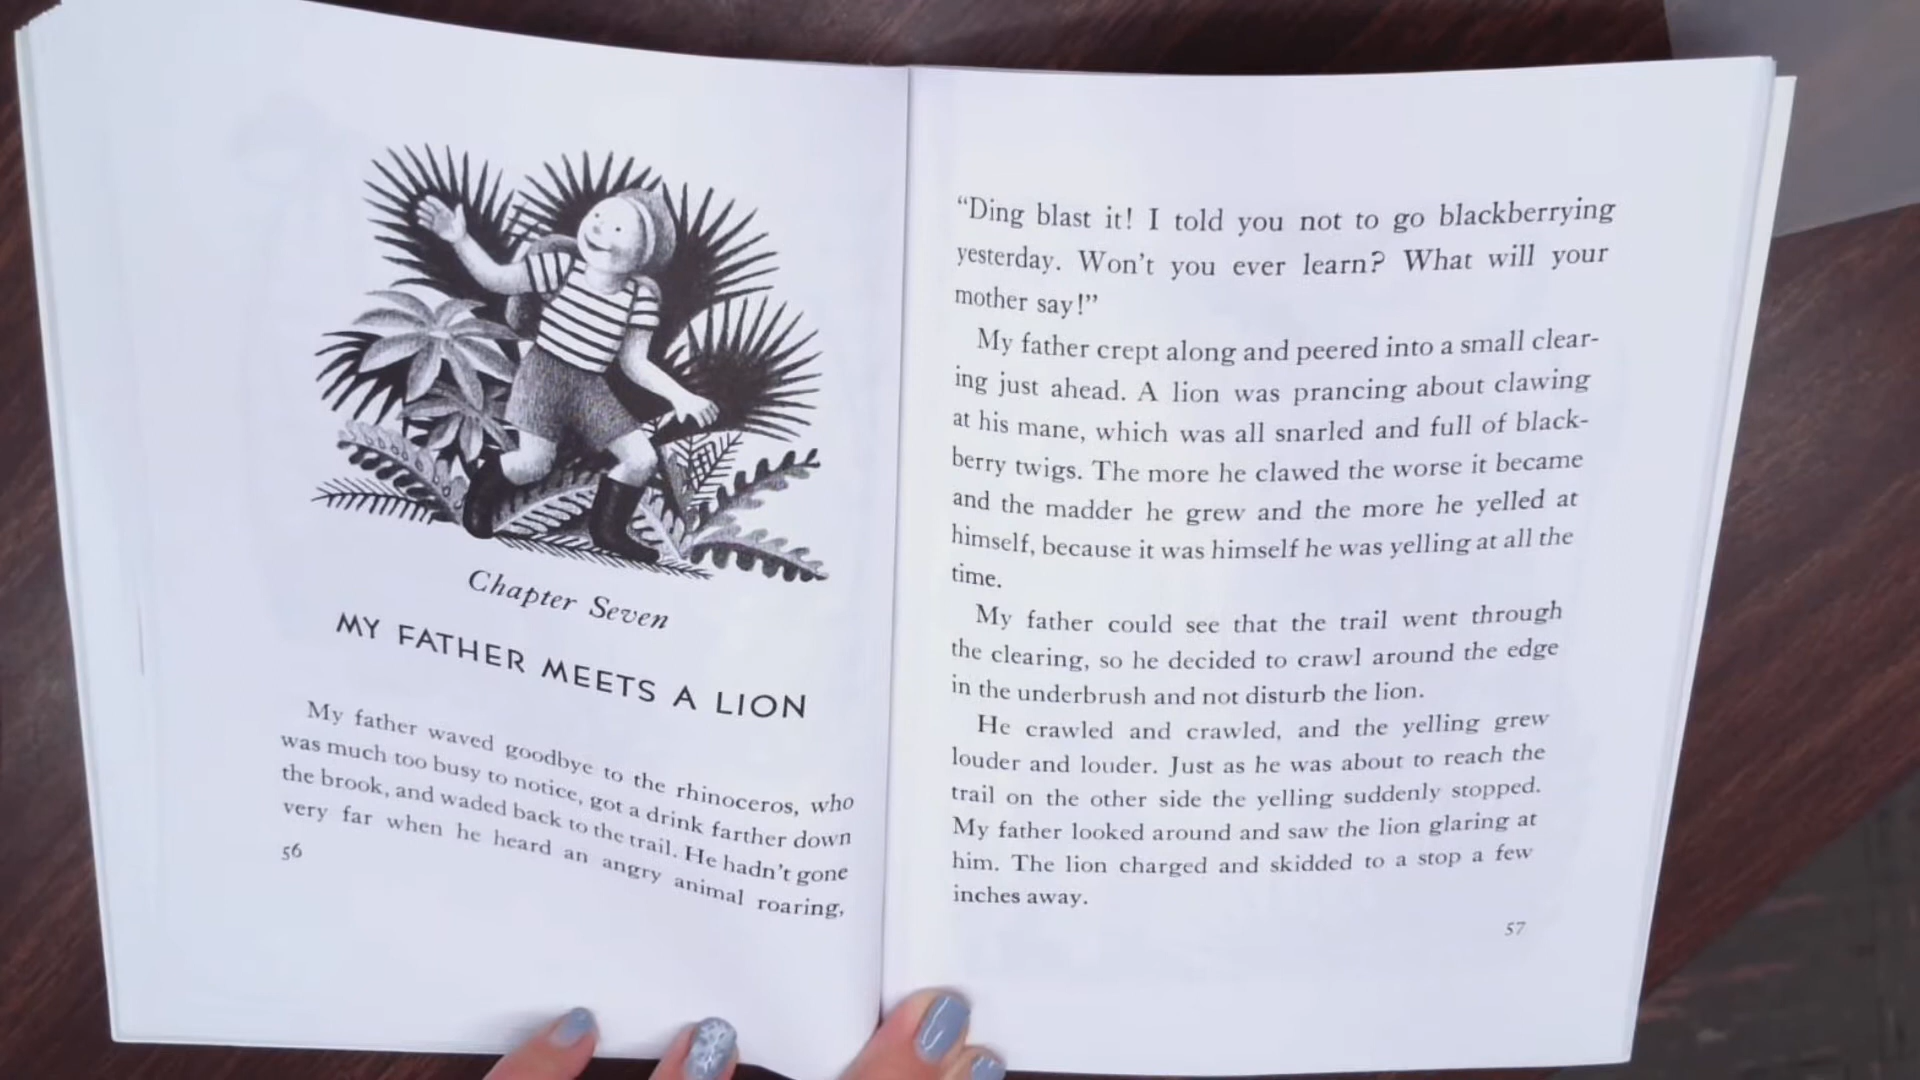 Chapter Seven
MY FATHER MEETS A LION
My father waved goodbye to the rhinoceros, who
was much too busy to notice, got a drink farther down
the brook, and waded back to the trail. He hadn't gone
very far when he heard an angry animal roaring,
56
“Ding blast it! I told you not to go blackberrying
yesterday. Won't you ever learn? What will your
mother say!”
My father crept along and peered into a small clear-
ing just ahead. A lion was prancing about clawing
at his mane, which was all snarled and full of black-
berry twigs. The more he clawed the worse it became
and the madder he grew and the more he yelled at
himself, because it was himself he was yelling at all the
time.
My father could see that the trail went through
the clearing, so he decided to crawl around the edge
in the underbrush and not disturb the lion.
He crawled and crawled, and the yelling grew
louder and louder. Just as he was about to reach the
trail on the other side the yelling suddenly stopped.
My father looked around and saw the lion glaring at
him. The lion charged and skidded to a stop a few
inches away.
57